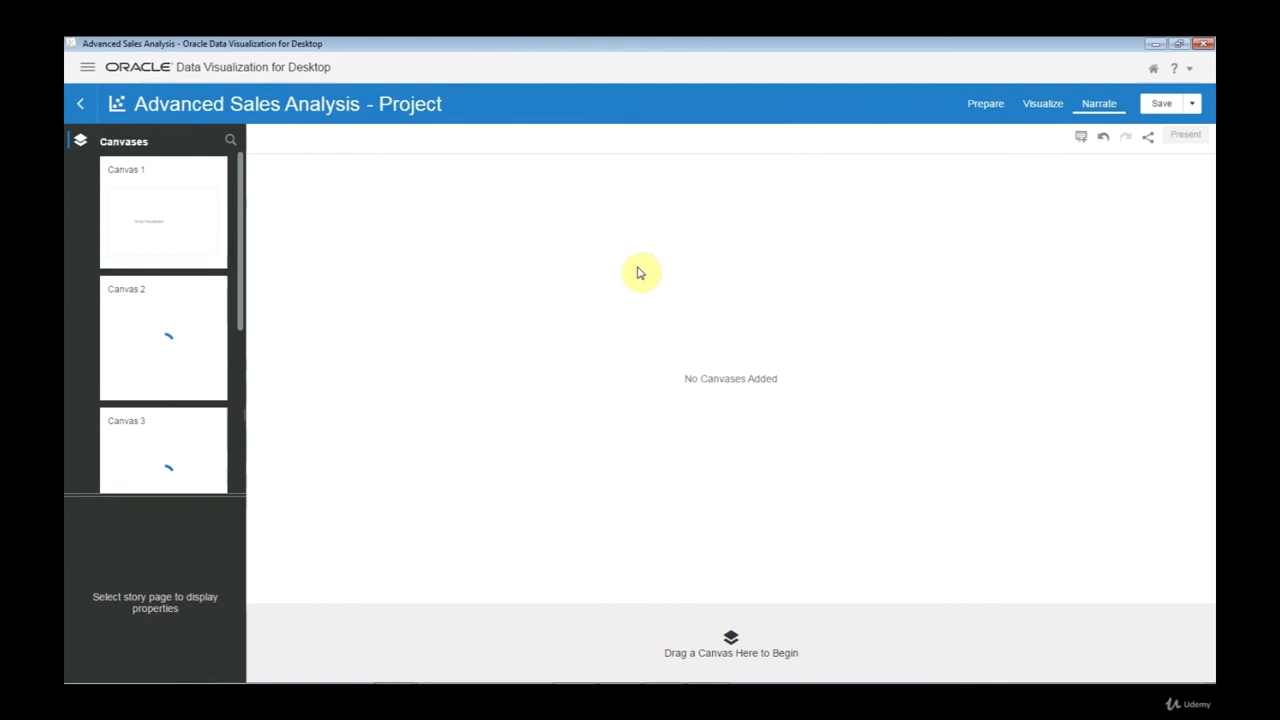 Advanced Sales Analysis - Oracle Data Visualization for Desktop
ORACLE Data Visualization for Desktop
?
Advanced Sales Analysis - Project
Prepare
Visualize
Narrate
Save
Canvases
Present
Canvas 1
Canvas 2
No Canvases Added
Canvas 3
Select story page to display
properties
Drag a Canvas Here to Begin
Udemy